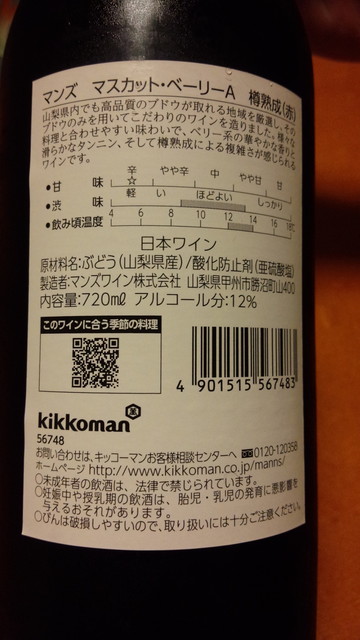 マンズ マスカット・ベーリーA 樽熟成(赤)
山梨県内でも高品質のブドウが取れる地域を厳選し、その
ブドウのみを用いてこだわりのワインを造りました。様々な
料理と合わせやすい味わいで、ベリー系の華やかな香りと
滑らかなタンニン、そして樽熟成による複雑さが感じられる
ワインです。
辛 やや辛 中 やや甘 甘
●甘 味 ☆
軽い ほどよい しっかり
●渋 味
●飲み頃温度 4 6 8 10 12 14 16 18℃
日本ワイン
原材料名:ぶどう(山梨県産)/酸化防止剤(亜硫酸塩)
製造者:マンズワイン株式会社 山梨県甲州市勝沼町山400
内容量:720mℓ アルコール分:12%
このワインに合う季節の料理
4 901515 567483
kikkoman
56748
お問い合わせは、キッコーマンお客様相談センターへ 0120-120358
ホームページ http://www.kikkoman.co.jp/manns/
○未成年者の飲酒は、法律で禁じられています。
○妊娠中や授乳期の飲酒は、胎児・乳児の発育に悪影響を
与えるおそれがあります。
○びんは破損しやすいので、取り扱いには十分ご注意ください。